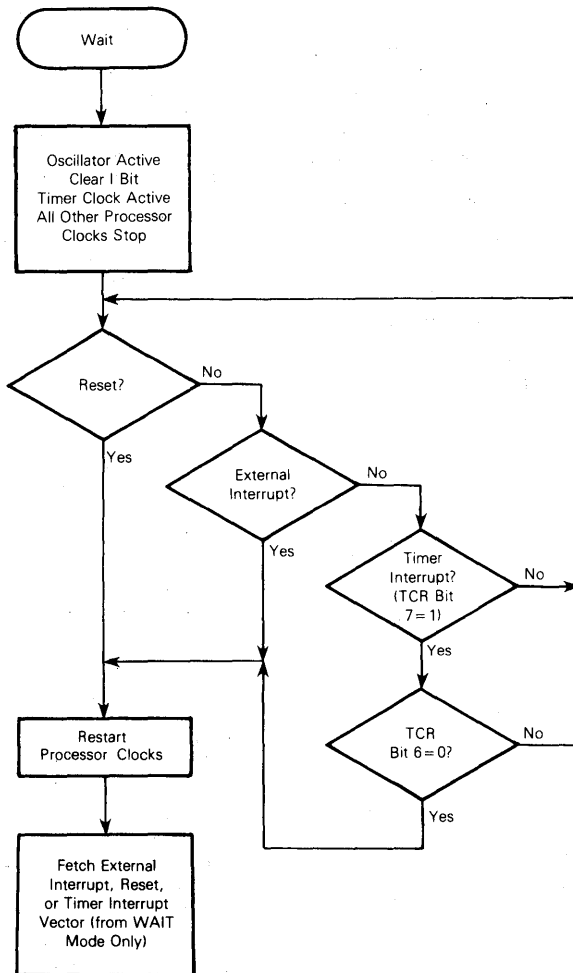 Wait
Oscillator Active
Clear I Bit
Timer Clock Active
All Other Processor
Clocks Stop
Reset?
No
Yes
External
Interrupt?
No
Yes
Timer
Interrupt?
(TCR Bit
7=1)
No
Yes
TCR
Bit 6=0?
No
Yes
Restart
Processor Clocks
Fetch External
Interrupt, Reset,
or Timer Interrupt
Vector (from WAIT
Mode Only)